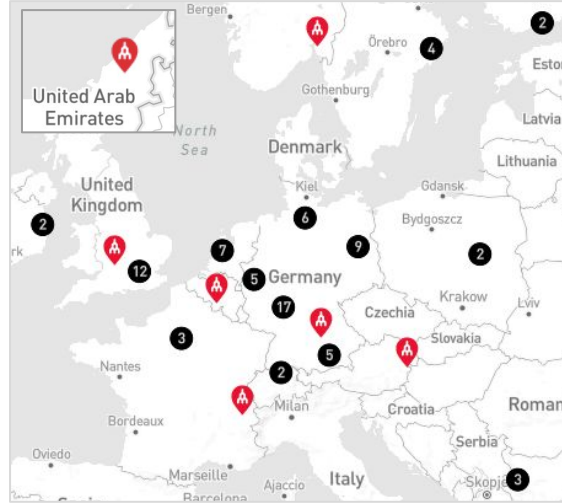 Bergen
2
Örebro
4
Eston
United Arab
Emirates
Gothenburg
Latvia
North
Sea
Denmark
Lithuania
United
Kingdom
Kiel
Gdansk
2
6
Bydgoszcz
rk
7
9
2
12
5
Germany
17
Krakow
Lviv
Czechia
3
Slovakia
5
Nantes
2
Roman
Milan
Croatia
Bordeaux
Serbia
Oviedo
Marseille
Italy
Skopje
3
Barcelona
Ajaccio